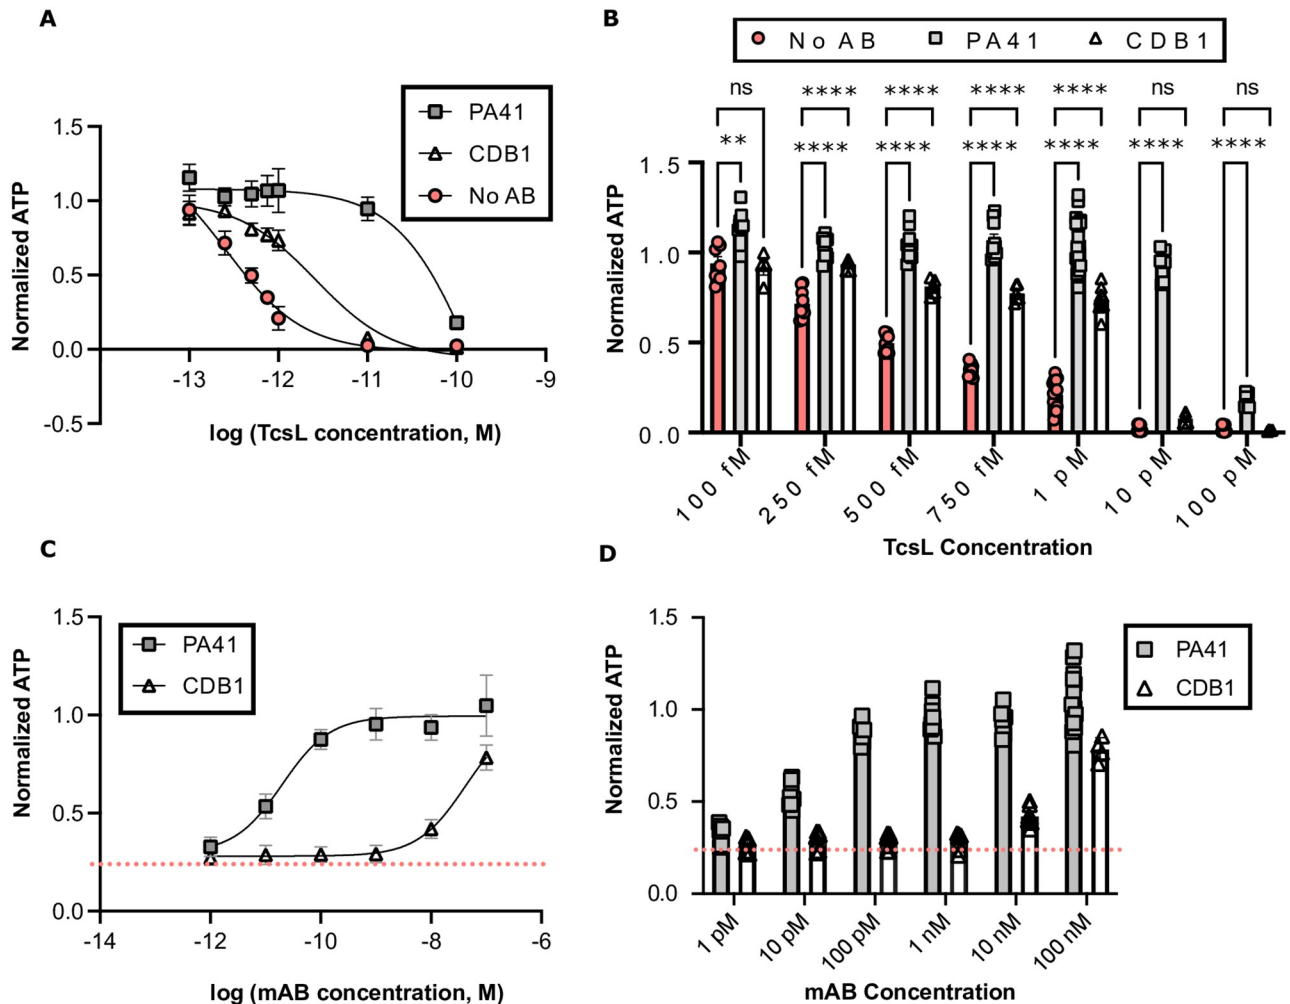 A
PA41
CDB1
No AB
1.5
1.0
0.5
0.0
-0.5
Normalized ATP
-13
-12
-11
-10
-9
log (TcsL concentration, M)
B
No AB
PA41
CDB1
ns
****
****
****
****
ns
ns
**
****
****
****
****
****
****
1.5
1.0
0.5
0.0
Normalized ATP
100 fM
250 fM
500 fM
750 fM
1 pM
10 pM
100 pM
TcsL Concentration
C
PA41
CDB1
1.5
1.0
0.5
0.0
Normalized ATP
-14
-12
-10
-8
-6
log (mAB concentration, M)
D
PA41
CDB1
1.5
1.0
0.5
0.0
Normalized ATP
1 pM
10 pM
100 pM
1 nM
10 nM
100 nM
mAB Concentration